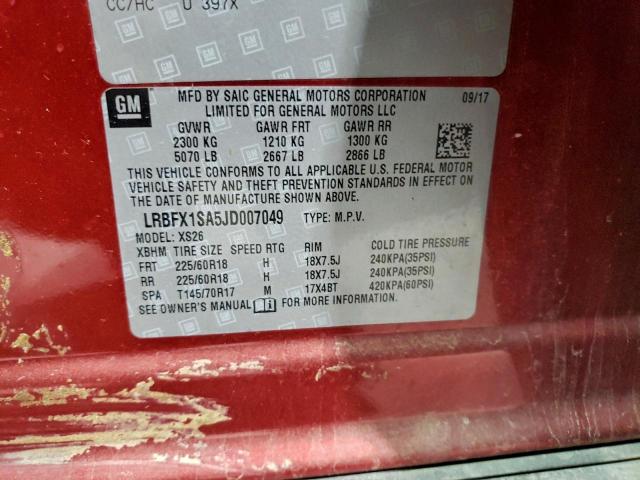 CC/HC U 397X
GM
MFD BY SAIC GENERAL MOTORS CORPORATION 09/17
LIMITED FOR GENERAL MOTORS LLC
GVWR GAWR FRT GAWR RR
2300 KG 1210 KG 1300 KG
5070 LB 2667 LB 2866 LB
THIS VEHICLE CONFORMS TO ALL APPLICABLE U.S. FEDERAL MOTOR
VEHICLE SAFETY AND THEFT PREVENTION STANDARDS IN EFFECT ON
THE DATE OF MANUFACTURE SHOWN ABOVE.
LRBFX1SA5JD007049 TYPE: M.P.V.
MODEL: XS26
XBHM TIRE SIZE SPEED RTG RIM COLD TIRE PRESSURE
FRT 225/60R18 H 18X7.5J 240KPA(35PSI)
RR 225/60R18 H 18X7.5J 240KPA(35PSI)
SPA T145/70R17 M 17X4BT 420KPA(60PSI)
SEE OWNER'S MANUAL FOR MORE INFORMATION